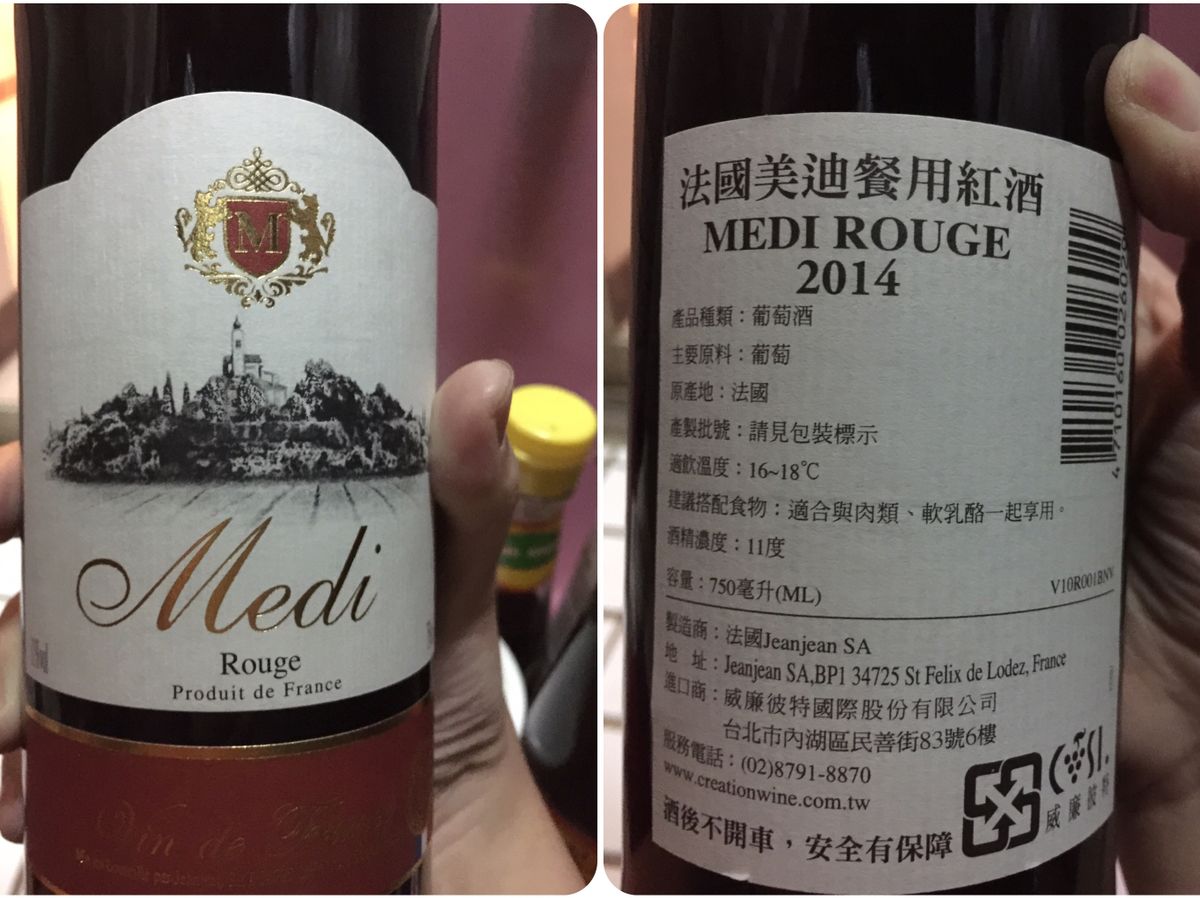 M
Medi
Rouge
Produit de France
Vin de
法國美迪餐用紅酒
MEDI ROUGE
2014
產品種類：葡萄酒
主要原料：葡萄
原產地：法國
產製批號：請見包裝標示
適飲溫度：16~18℃
建議搭配食物：適合與肉類、軟乳酪一起享用。
酒精濃度：11度
容量：750毫升(ML)
V10R001BNV
製造商：法國Jeanjean SA
地 址：Jeanjean SA,BP1 34725 St Felix de Lodez, France
進口商：威廉彼特國際股份有限公司
台北市內湖區民善街83號6樓
服務電話：(02)8791-8870
www.creationwine.com.tw
威廉彼特
酒後不開車，安全有保障